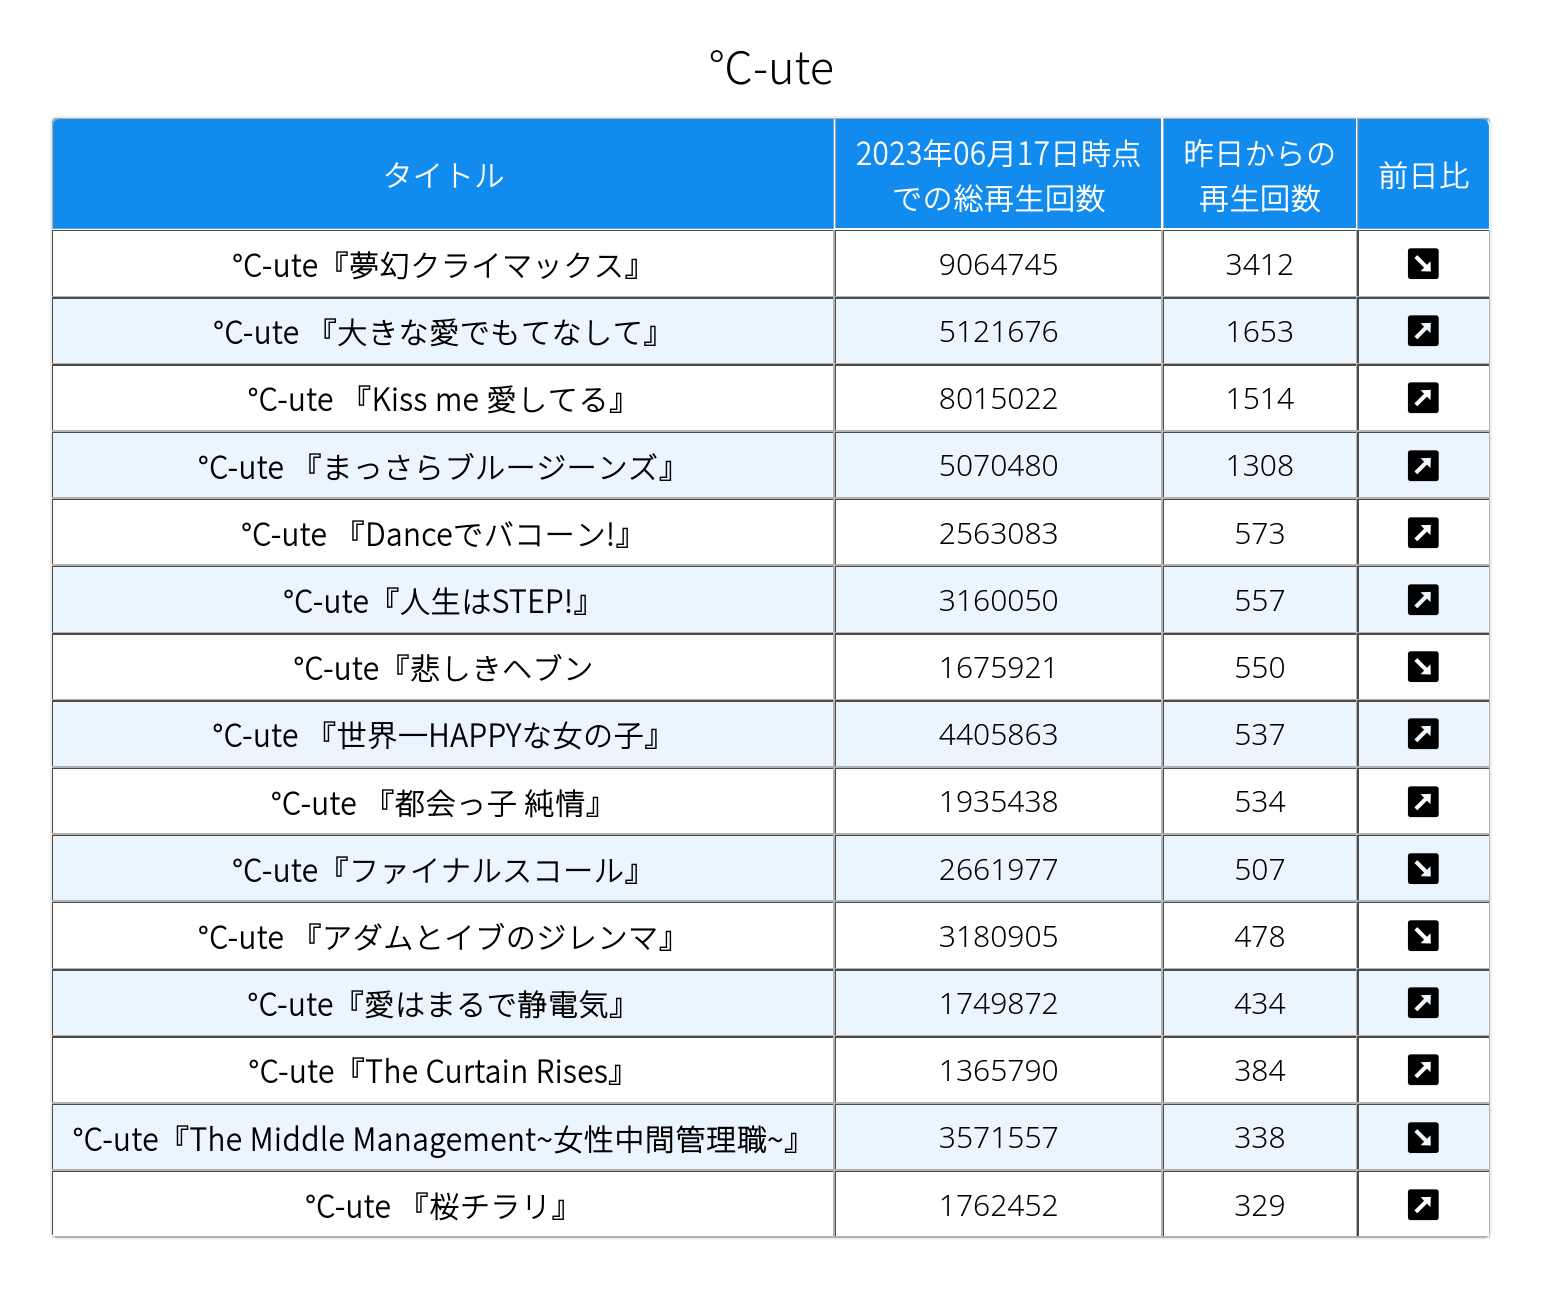 °C-ute
タイトル 2023年06月17日時点 昨日からの 前日比
での総再生回数 再生回数
°C-ute『夢幻クライマックス』 9064745 3412 ↘
°C-ute 『大きな愛でもてなして』 5121676 1653 ↗
°C-ute 『Kiss me 愛してる』 8015022 1514 ↗
°C-ute 『まっさらブルージーンズ』 5070480 1308 ↗
°C-ute 『Danceでバコーン!』 2563083 573 ↗
°C-ute『人生はSTEP!』 3160050 557 ↗
°C-ute『悲しきヘブン 1675921 550 ↘
°C-ute 『世界一HAPPYな女の子』 4405863 537 ↗
°C-ute 『都会っ子 純情』 1935438 534 ↗
°C-ute『ファイナルスコール』 2661977 507 ↘
°C-ute 『アダムとイブのジレンマ』 3180905 478 ↘
°C-ute『愛はまるで静電気』 1749872 434 ↗
°C-ute『The Curtain Rises』 1365790 384 ↗
°C-ute『The Middle Management~女性中間管理職~』 3571557 338 ↘
°C-ute 『桜チラリ』 1762452 329 ↗